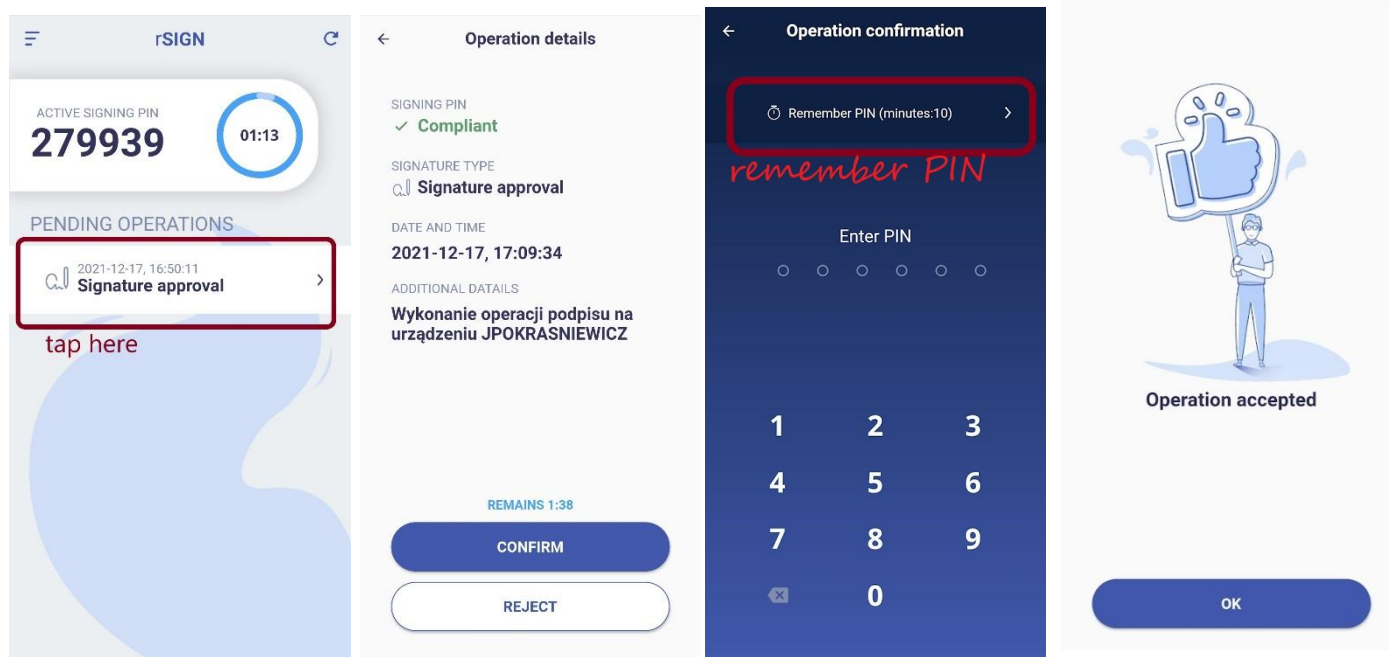 rSIGN
ACTIVE SIGNING PIN
279939
01:13
PENDING OPERATIONS
2021-12-17, 16:50:11
Signature approval
tap here
Operation details
SIGNING PIN
Compliant
SIGNATURE TYPE
Signature approval
DATE AND TIME
2021-12-17, 17:09:34
ADDITIONAL DATAILS
Wykonanie operacji podpisu na
urządzeniu JPOKRASNIEWICZ
REMAINS 1:38
CONFIRM
REJECT
Operation confirmation
Remember PIN (minutes:10)
remember PIN
Enter PIN
1 2 3
4 5 6
7 8 9
0
Operation accepted
OK